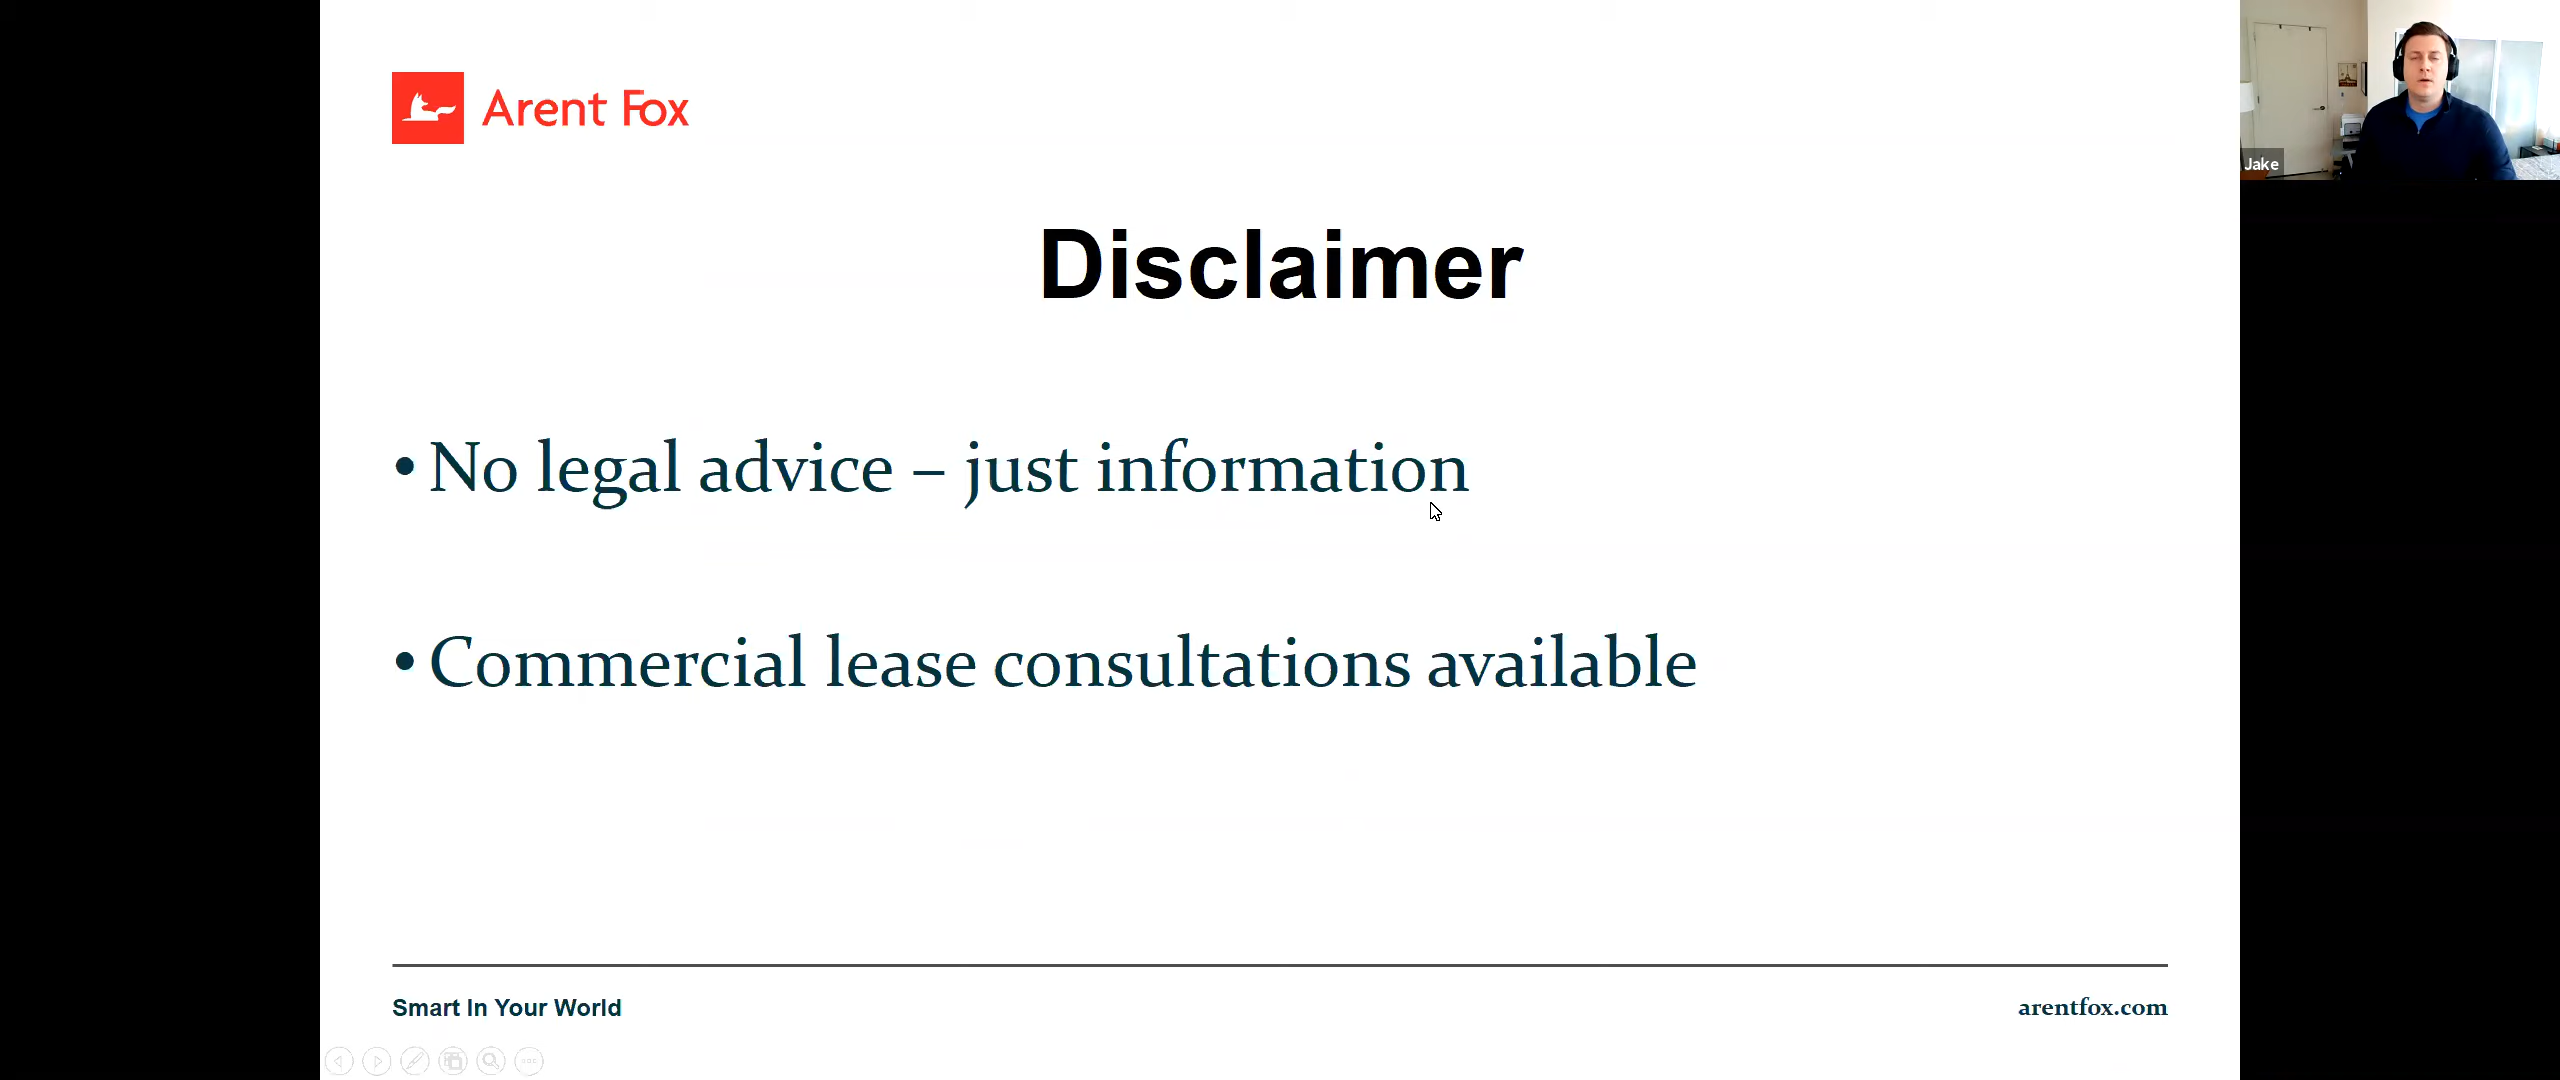 Arent Fox
Jake
Disclaimer
• No legal advice – just information
• Commercial lease consultations available
Smart In Your World
arentfox.com